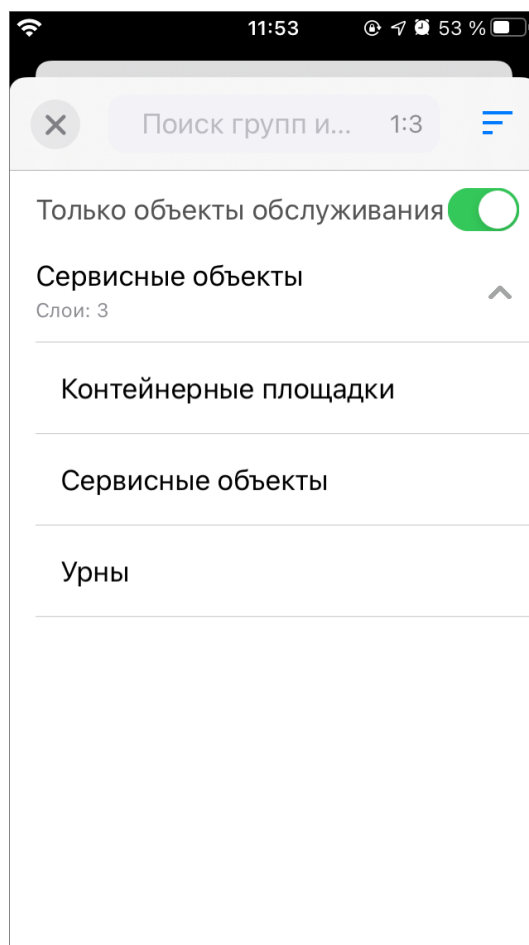 11:53 53 %
Поиск групп и... 1:3
Только объекты обслуживания
Сервисные объекты
Слои: 3
Контейнерные площадки
Сервисные объекты
Урны